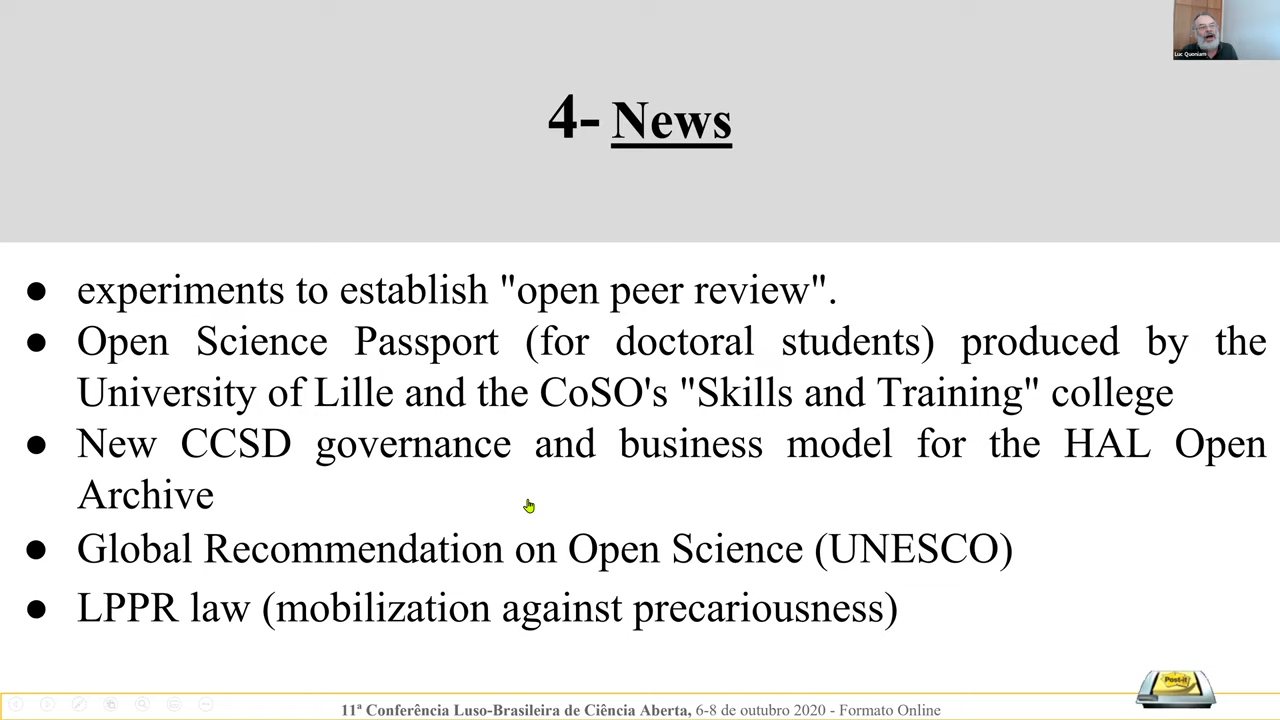 Luc Quoniam
4- News
● experiments to establish "open peer review".
● Open Science Passport (for doctoral students) produced by the
University of Lille and the CoSO's "Skills and Training" college
● New CCSD governance and business model for the HAL Open
Archive
● Global Recommendation on Open Science (UNESCO)
● LPPR law (mobilization against precariousness)
Post-it
11ª Conferência Luso-Brasileira de Ciência Aberta, 6-8 de outubro 2020 - Formato Online